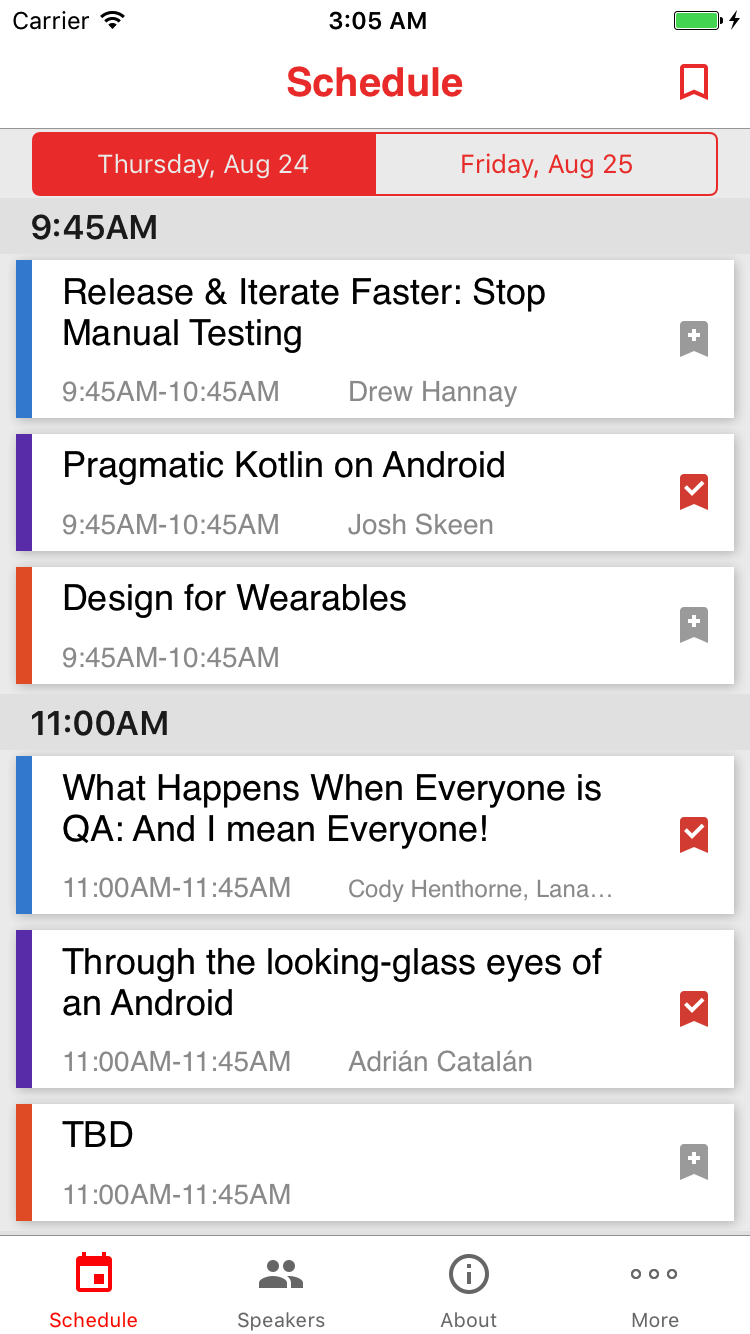 Carrier 3:05 AM
Schedule
Thursday, Aug 24 Friday, Aug 25
9:45AM
Release & Iterate Faster: Stop
Manual Testing
9:45AM-10:45AM Drew Hannay
Pragmatic Kotlin on Android
9:45AM-10:45AM Josh Skeen
Design for Wearables
9:45AM-10:45AM
11:00AM
What Happens When Everyone is
QA: And I mean Everyone!
11:00AM-11:45AM Cody Henthorne, Lana…
Through the looking-glass eyes of
an Android
11:00AM-11:45AM Adrián Catalán
TBD
11:00AM-11:45AM
Schedule Speakers About More